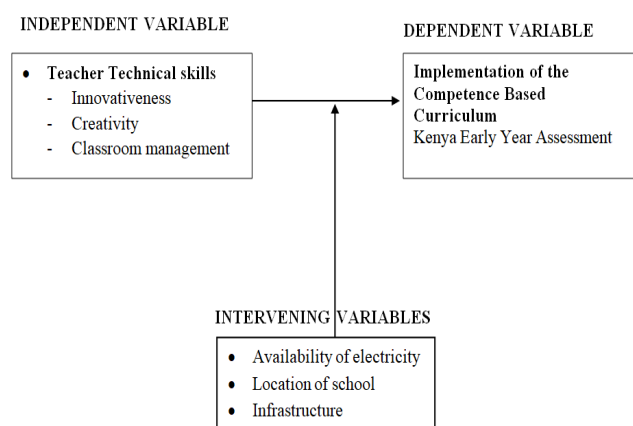 INDEPENDENT VARIABLE
• Teacher Technical skills
- Innovativeness
- Creativity
- Classroom management
DEPENDENT VARIABLE
Implementation of the
Competence Based
Curriculum
Kenya Early Year Assessment
INTERVENING VARIABLES
• Availability of electricity
• Location of school
• Infrastructure